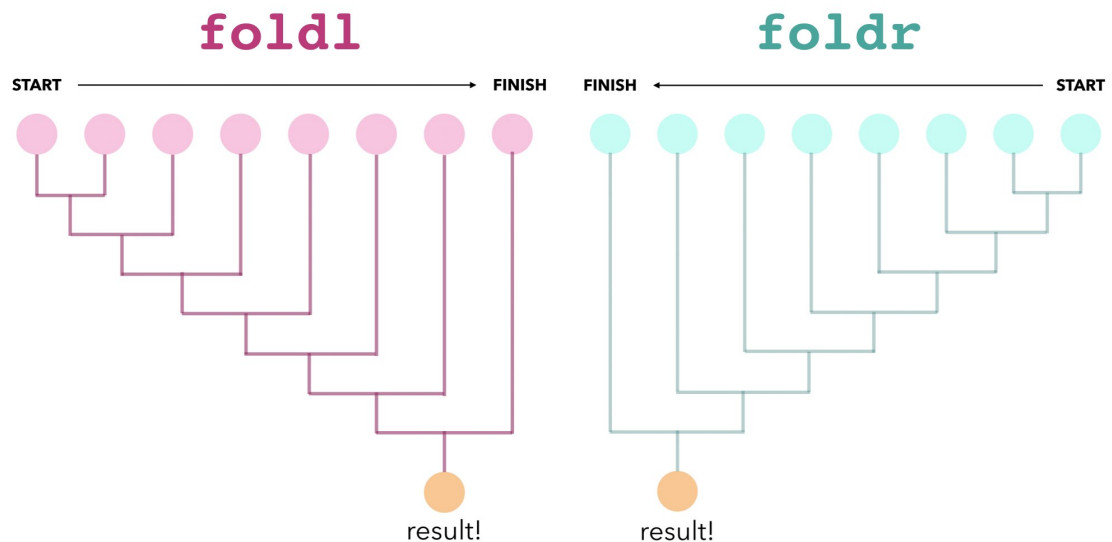 foldl
START FINISH
result!
foldr
FINISH START
result!